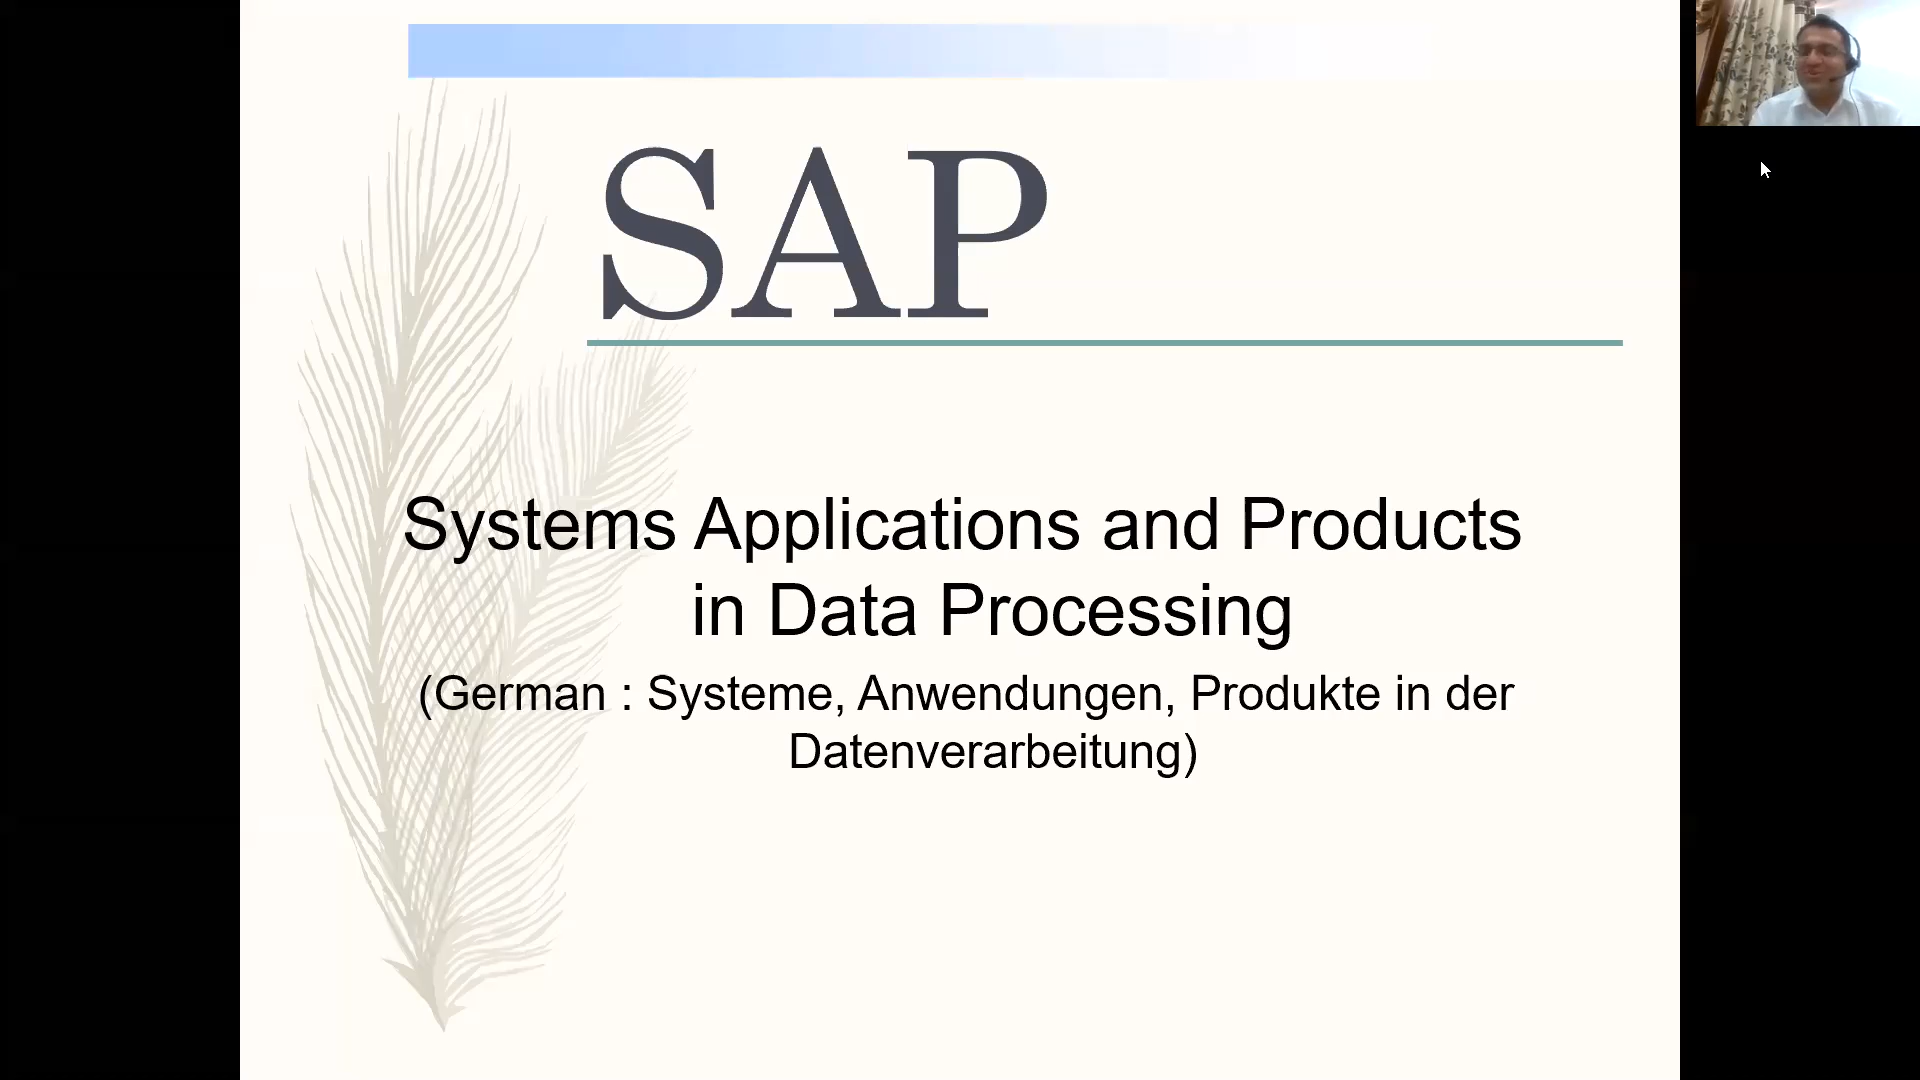 SAP
Systems Applications and Products
in Data Processing
(German : Systeme, Anwendungen, Produkte in der
Datenverarbeitung)